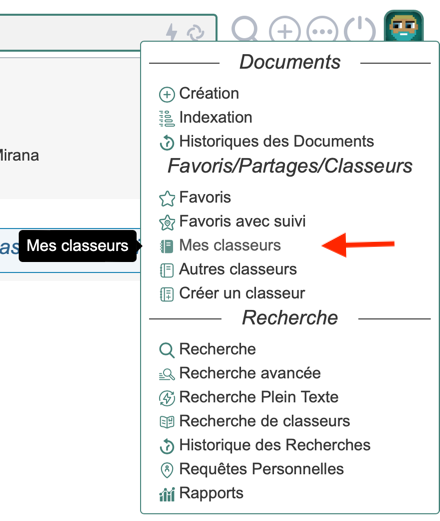 Documents
Création
Indexation
Historiques des Documents
Mirana
Favoris/Partages/Classeurs
Favoris
Favoris avec suivi
as
Mes classeurs
Mes classeurs
Autres classeurs
Créer un classeur
Recherche
Recherche
Recherche avancée
Recherche Plein Texte
Recherche de classeurs
Historique des Recherches
Requêtes Personnelles
Rapports